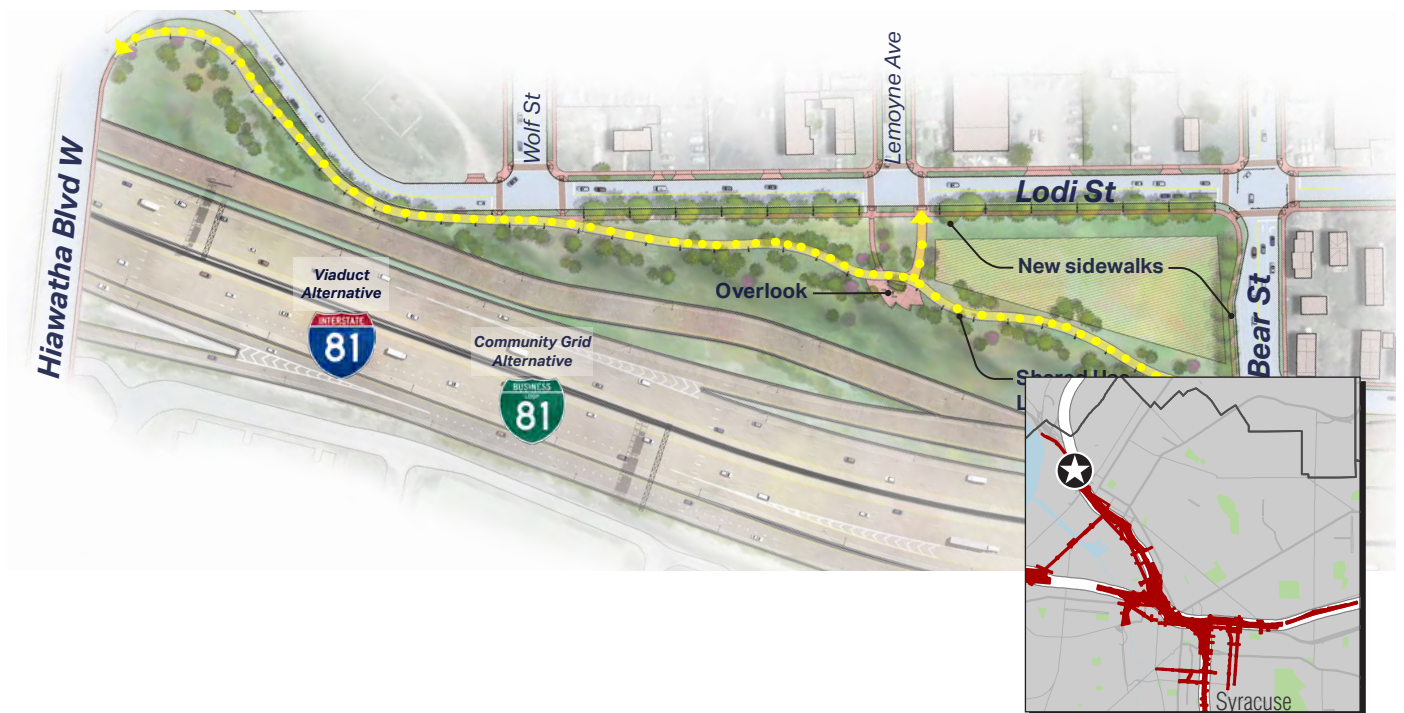 Hiawatha Blvd W
Wolf St
Lemoyne Ave
Lodi St
New sidewalks
Overlook
Bear St
Viaduct
Alternative
INTERSTATE
81
Community Grid
Alternative
BUSINESS
LOOP
81
Shared Use
L
Syracuse